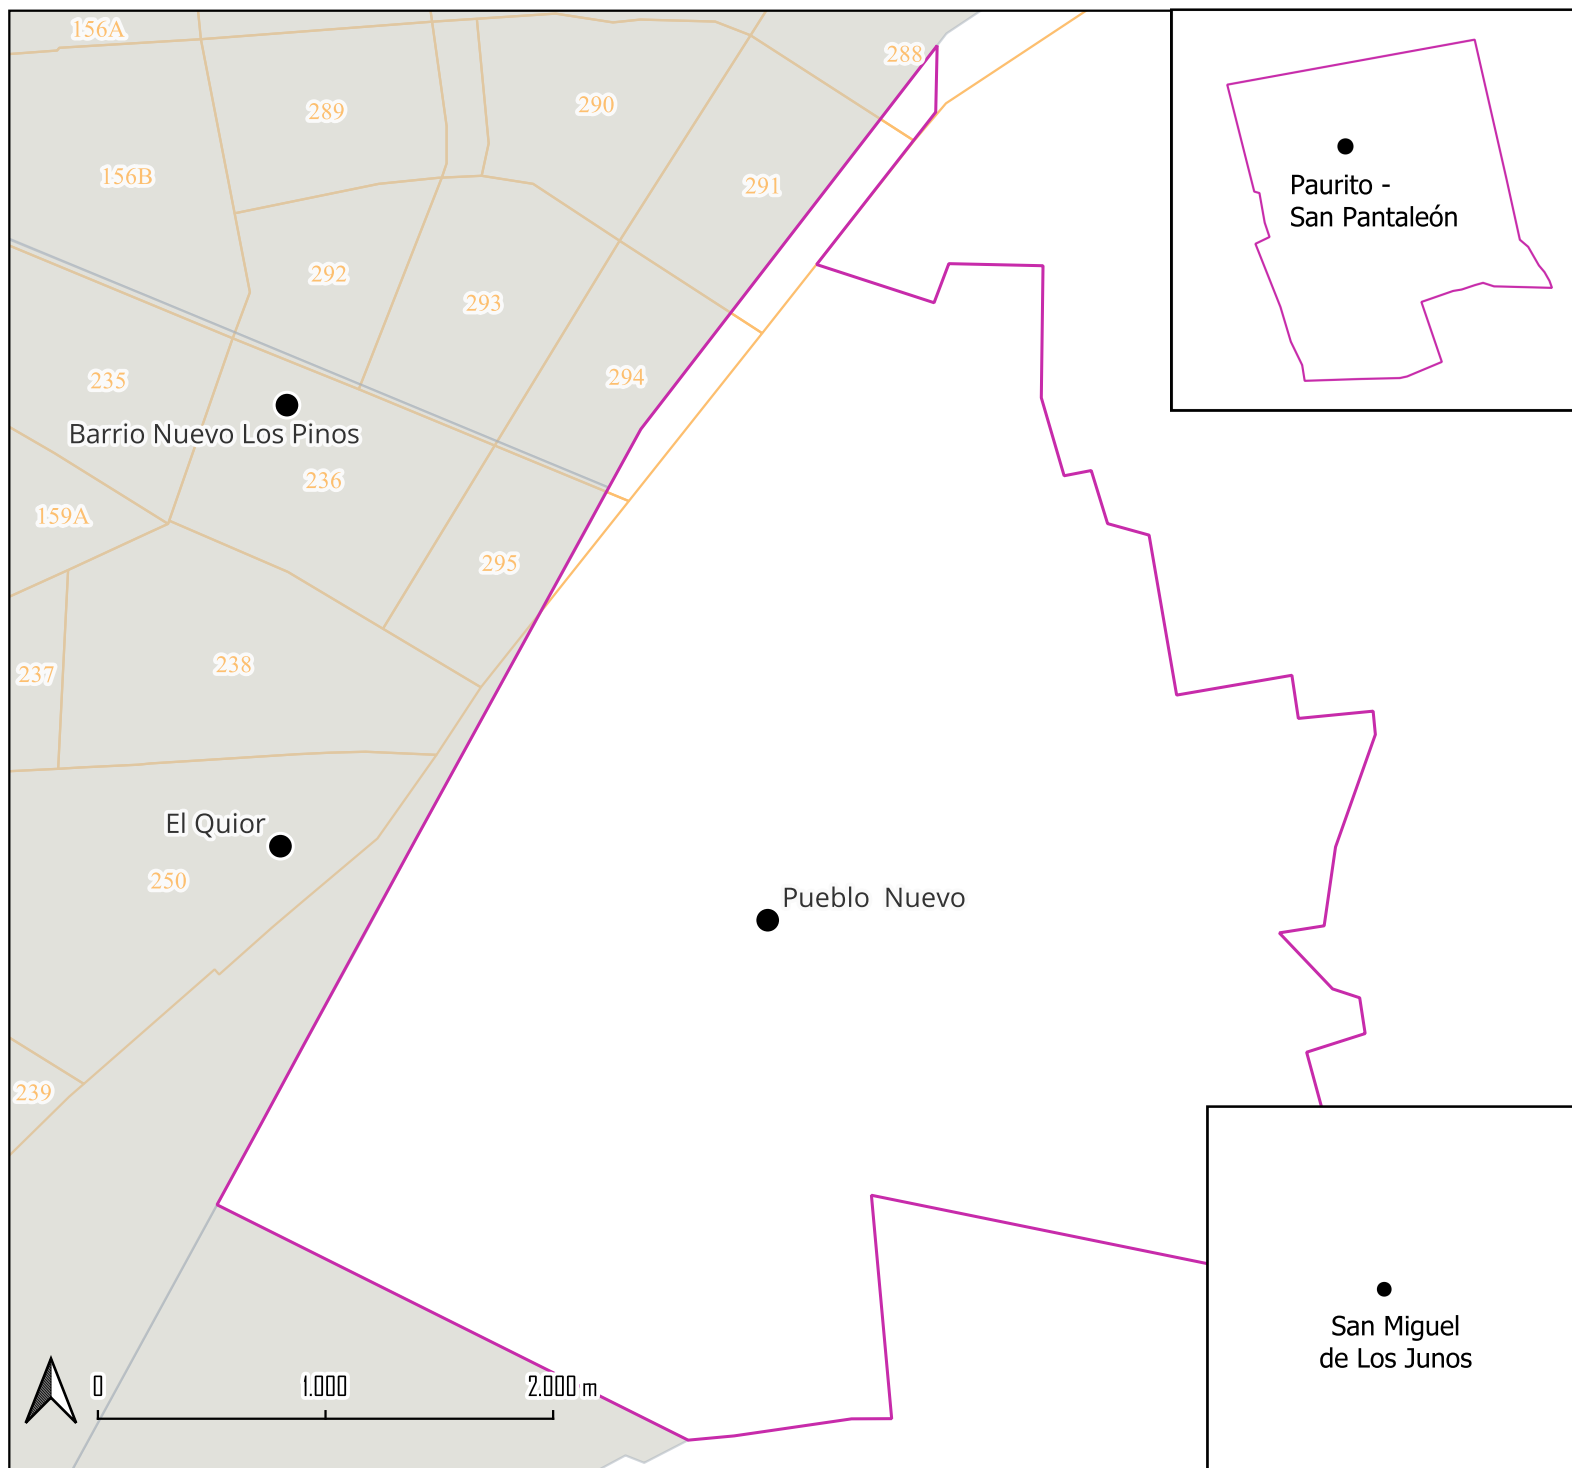 156A
288
289
290
156B
291
Paurito -
San Pantaleón
292
293
235
294
Barrio Nuevo Los Pinos
236
159A
295
237
238
El Quior
250
Pueblo Nuevo
239
San Miguel
de Los Junos
0 1.000 2.000 m